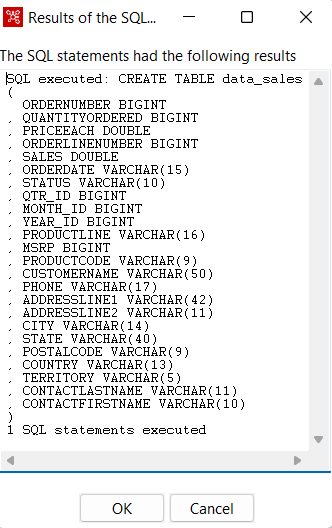 Results of the SQL...
The SQL statements had the following results
SQL executed: CREATE TABLE data_sales
(
  ORDERNUMBER BIGINT
, QUANTITYORDERED BIGINT
, PRICEEACH DOUBLE
, ORDERLINENUMBER BIGINT
, SALES DOUBLE
, ORDERDATE VARCHAR(15)
, STATUS VARCHAR(10)
, QTR_ID BIGINT
, MONTH_ID BIGINT
, YEAR_ID BIGINT
, PRODUCTLINE VARCHAR(16)
, MSRP BIGINT
, PRODUCTCODE VARCHAR(9)
, CUSTOMERNAME VARCHAR(50)
, PHONE VARCHAR(17)
, ADDRESSLINE1 VARCHAR(42)
, ADDRESSLINE2 VARCHAR(11)
, CITY VARCHAR(14)
, STATE VARCHAR(40)
, POSTALCODE VARCHAR(9)
, COUNTRY VARCHAR(13)
, TERRITORY VARCHAR(5)
, CONTACTLASTNAME VARCHAR(11)
, CONTACTFIRSTNAME VARCHAR(10)
)
1 SQL statements executed
OK Cancel